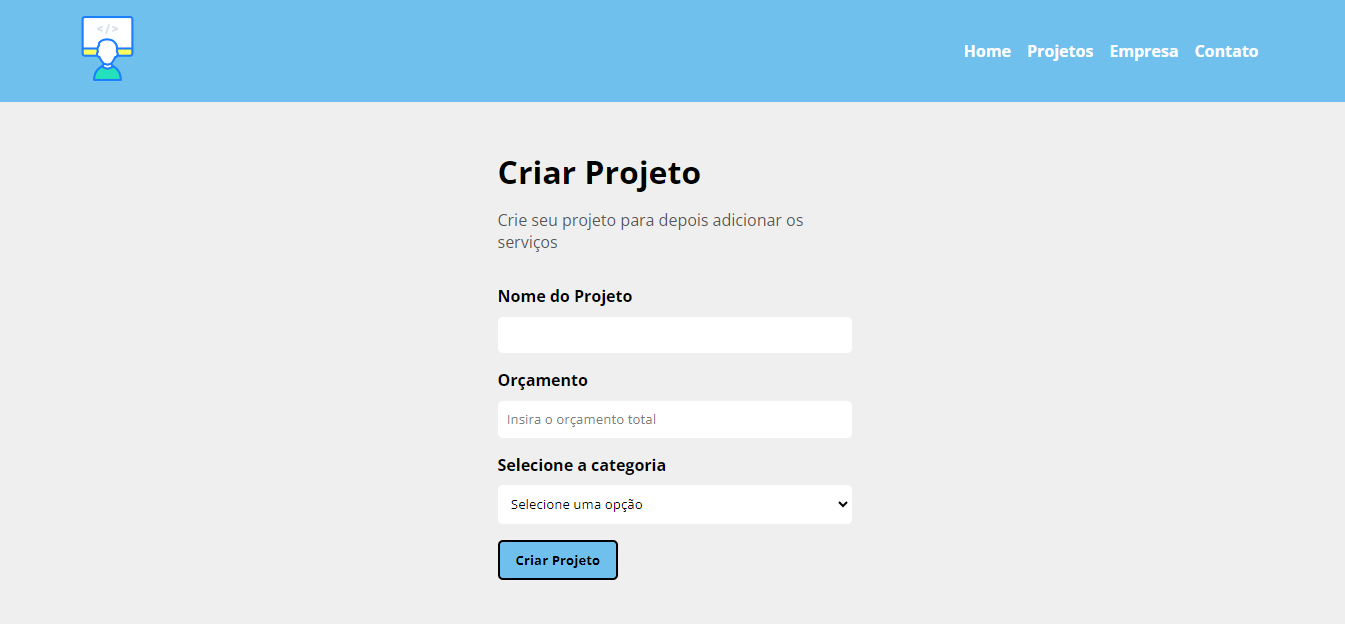 </>
Home Projetos Empresa Contato
Criar Projeto
Crie seu projeto para depois adicionar os
serviços
Nome do Projeto
Orçamento
Insira o orçamento total
Selecione a categoria
Selecione uma opção
Criar Projeto